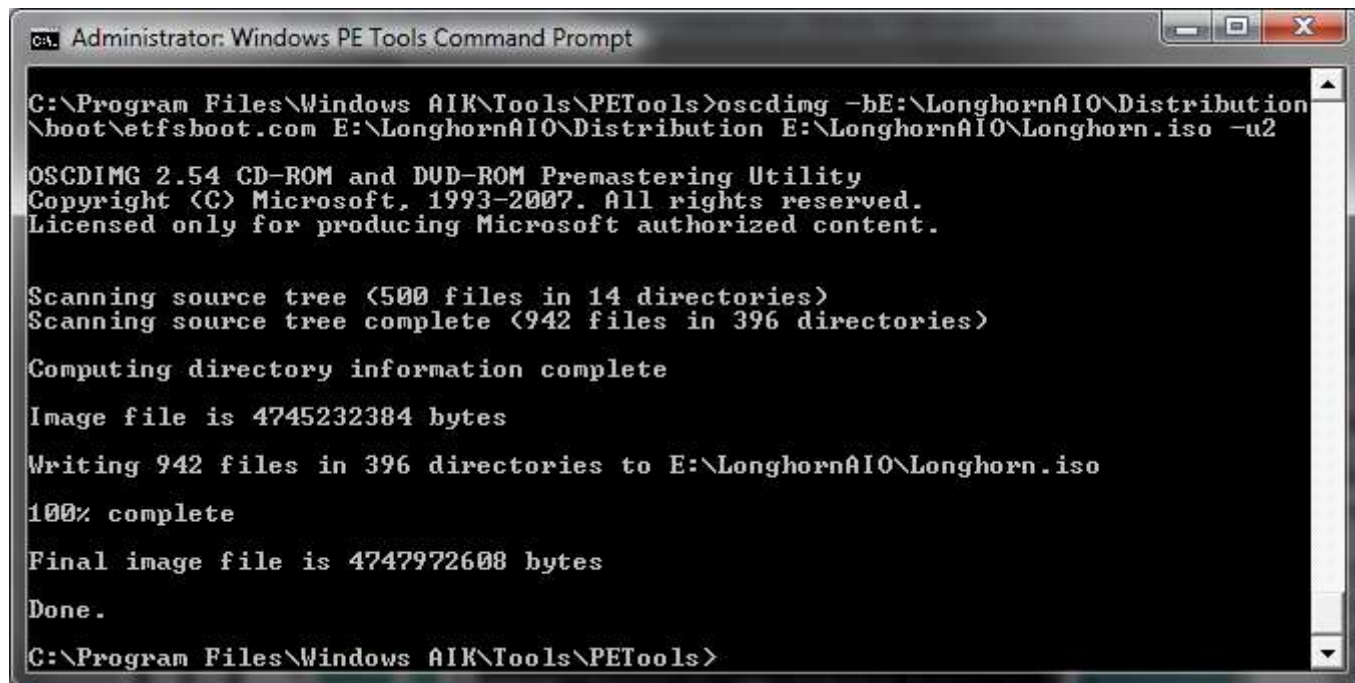 Administrator: Windows PE Tools Command Prompt
C:\Program Files\Windows AIK\Tools\PETools>oscdimg -bE:\LonghornAIO\Distribution
\boot\etfsboot.com E:\LonghornAIO\Distribution E:\LonghornAIO\Longhorn.iso -u2
OSCDIMG 2.54 CD-ROM and DVD-ROM Premastering Utility
Copyright (C) Microsoft, 1993-2007. All rights reserved.
Licensed only for producing Microsoft authorized content.
Scanning source tree (500 files in 14 directories)
Scanning source tree complete (942 files in 396 directories)
Computing directory information complete
Image file is 4745232384 bytes
Writing 942 files in 396 directories to E:\LonghornAIO\Longhorn.iso
100% complete
Final image file is 4747972608 bytes
Done.
C:\Program Files\Windows AIK\Tools\PETools>